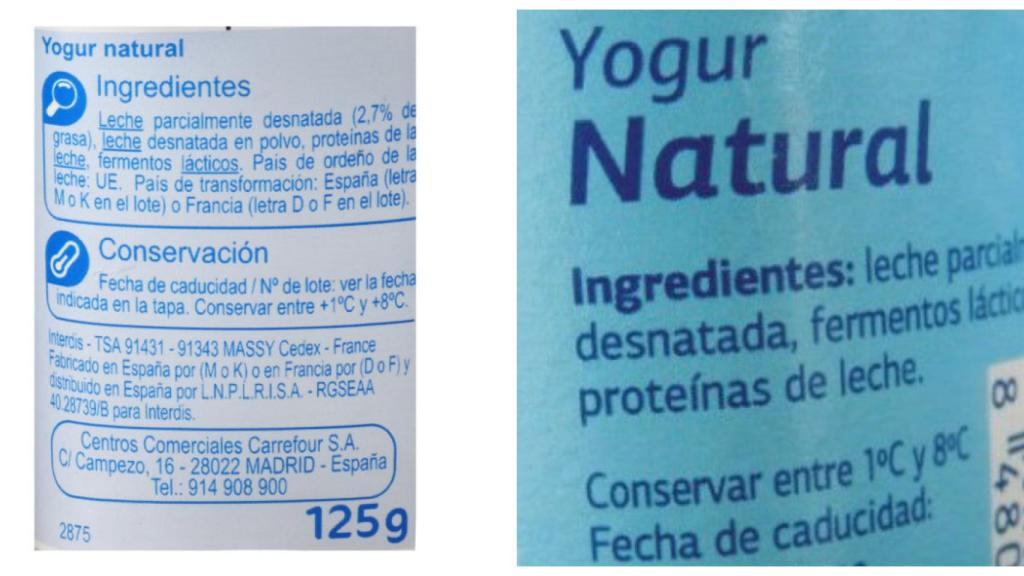 Yogur natural
Ingredientes
Leche parcialmente desnatada (2,7% de
grasa), leche desnatada en polvo, proteínas de la
leche, fermentos lácticos. País de ordeño de la
leche: UE. País de transformación: España (letra
M o K en el lote) o Francia (letra D o F en el lote).
Conservación
Fecha de caducidad / Nº de lote: ver la fecha
indicada en la tapa. Conservar entre +1ºC y +8ºC.
Interdis - TSA 91431 - 91343 MASSY Cedex - France
Fabricado en España por (M o K) o en Francia por (D o F) y
distribuido en España por L.N.P.L.R.I.S.A. - RGSEAA
40.28739/B para Interdis.
Centros Comerciales Carrefour S.A.
C/ Campezo, 16 - 28022 MADRID - España
Tel.: 914 908 900
2875
125g
Yogur
Natural
Ingredientes: leche
desnatada, fermentos
proteínas de leche.
Conservar entre 1ºC y 8ºC
Fecha de caducidad:
8
480